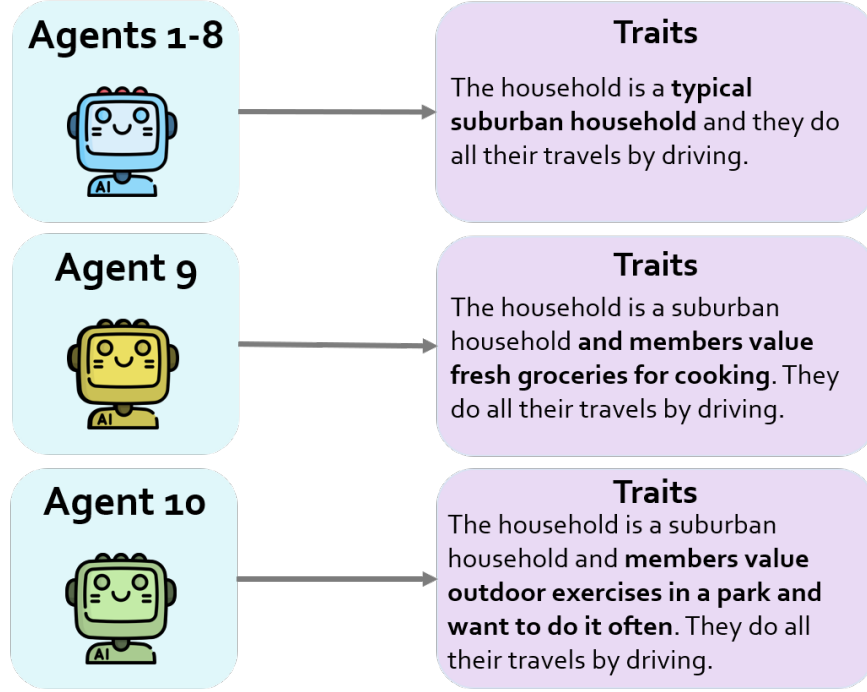 Agents 1-8
AI
Traits
The household is a typical
suburban household and they do
all their travels by driving.
Agent 9
AI
Traits
The household is a suburban
household and members value
fresh groceries for cooking. They
do all their travels by driving.
Agent 10
AI
Traits
The household is a suburban
household and members value
outdoor exercises in a park and
want to do it often. They do all
their travels by driving.